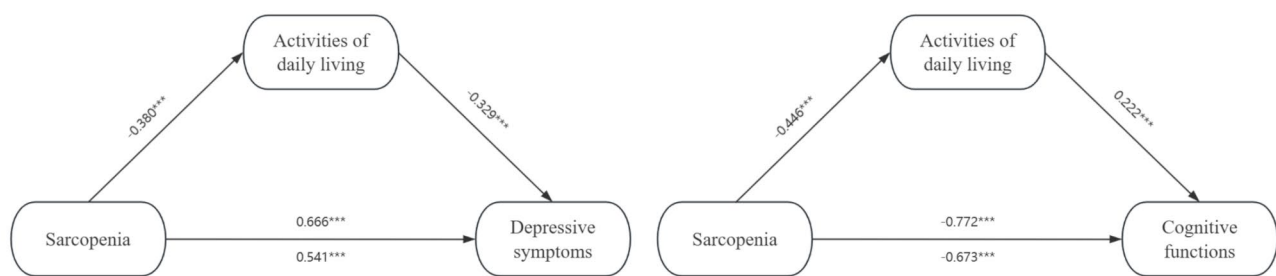 Activities of
daily living
-0.380***
-0.329***
Sarcopenia
0.666***
0.541***
Depressive
symptoms
Activities of
daily living
-0.446***
0.222***
Sarcopenia
-0.772***
-0.673***
Cognitive
functions